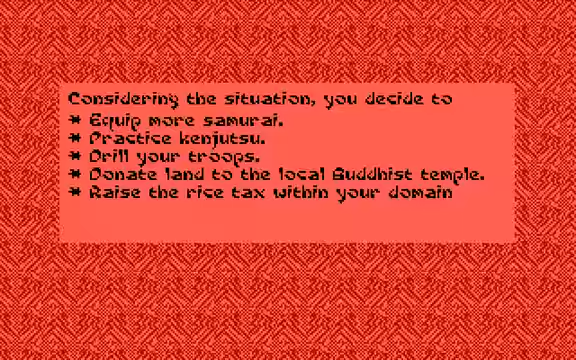 Considering the situation, you decide to
* Equip more samurai.
* Practice kenjutsu.
* Drill your troops.
* Donate land to the local Buddhist temple.
* Raise the rice tax within your domain